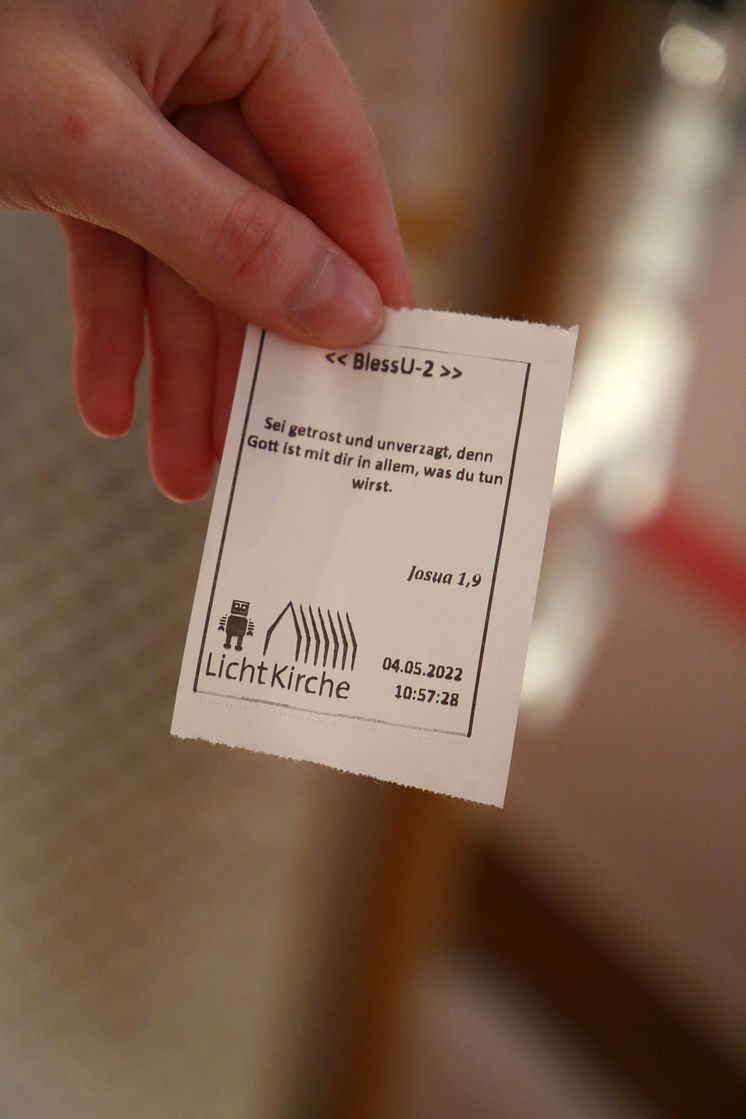 << BlessU-2 >>
Sei getrost und unverzagt, denn
Gott ist mit dir in allem, was du tun
wirst.
Josua 1,9
LichtKirche
04.05.2022
10:57:28